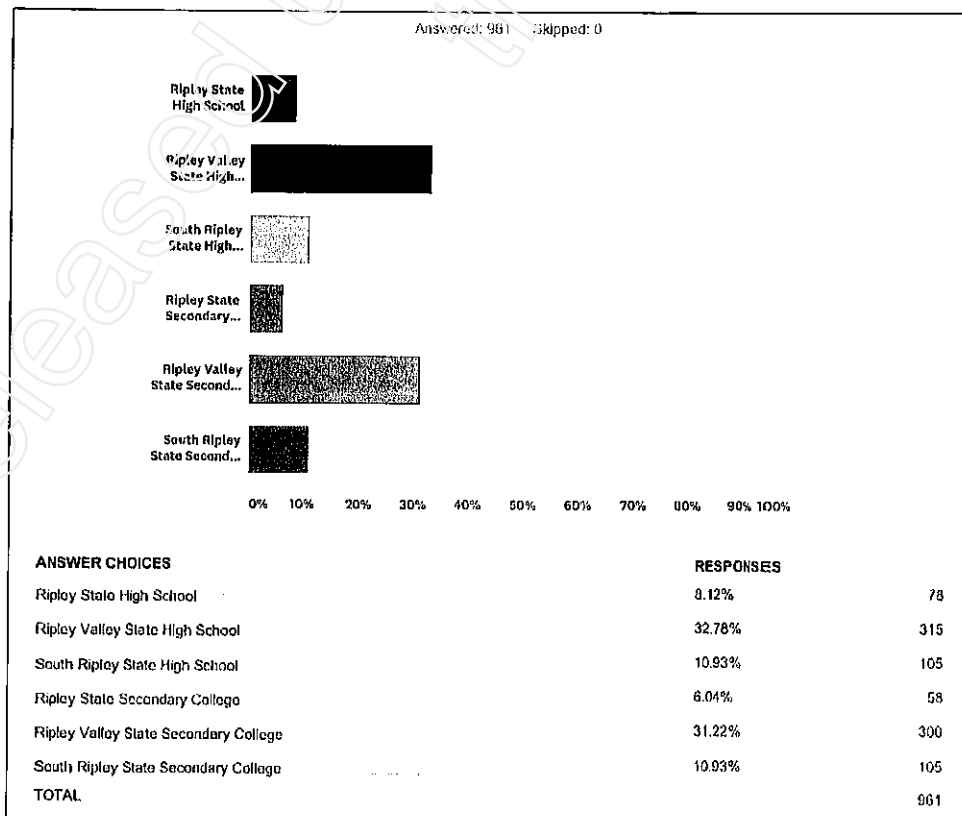 Answered: 961 Skipped: 0
Ripley State
High School
Ripley Valley
State High...
South Ripley
State High...
Ripley State
Secondary...
Ripley Valley
State Second...
South Ripley
State Second...
0% 10% 20% 30% 40% 50% 60% 70% 80% 90% 100%
ANSWER CHOICES RESPONSES
Ripley State High School 8.12% 78
Ripley Valley State High School 32.78% 315
South Ripley State High School 10.93% 105
Ripley State Secondary College 6.04% 58
Ripley Valley State Secondary College 31.22% 300
South Ripley State Secondary College 10.93% 105
TOTAL 961